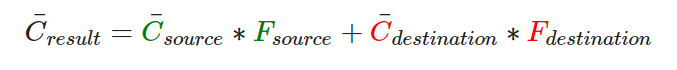 C̄_result = C̄_source * F_source + C̄_destination * F_destination